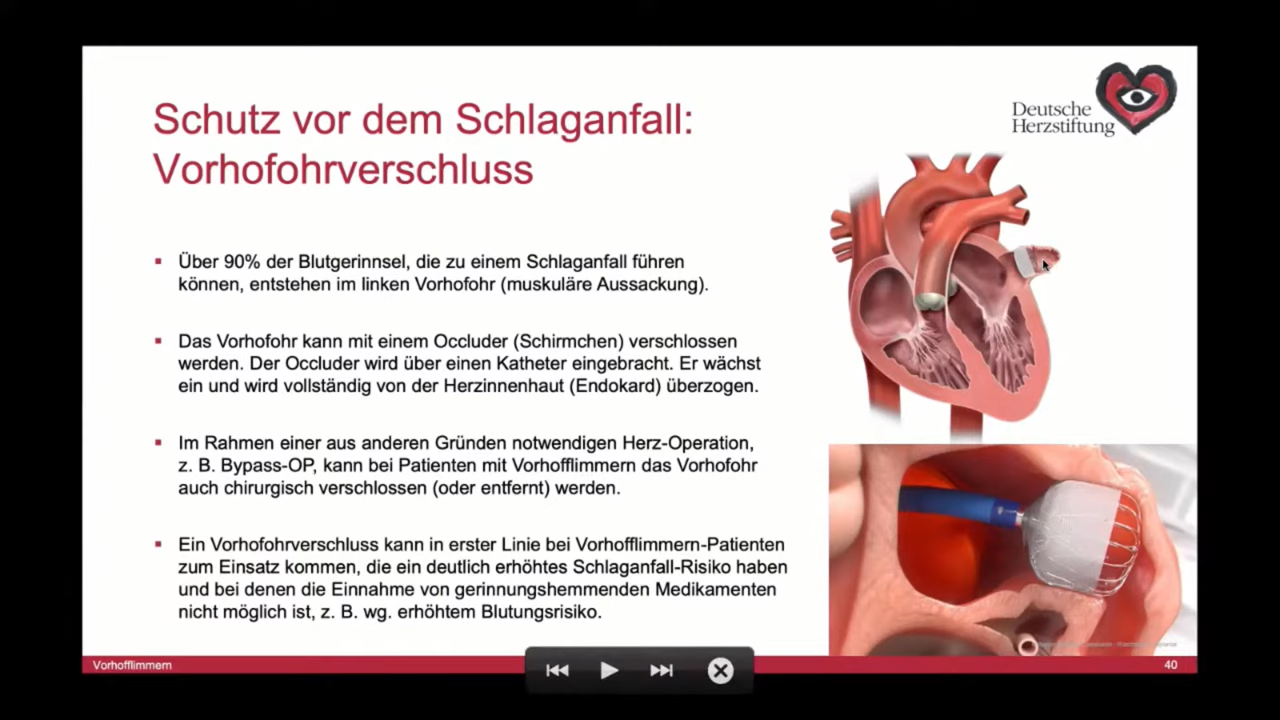 Schutz vor dem Schlaganfall:
Vorhofohrverschluss
Deutsche
Herzstiftung
▪ Über 90% der Blutgerinnsel, die zu einem Schlaganfall führen
können, entstehen im linken Vorhofohr (muskuläre Aussackung).
▪ Das Vorhofohr kann mit einem Occluder (Schirmchen) verschlossen
werden. Der Occluder wird über einen Katheter eingebracht. Er wächst
ein und wird vollständig von der Herzinnenhaut (Endokard) überzogen.
▪ Im Rahmen einer aus anderen Gründen notwendigen Herz-Operation,
z. B. Bypass-OP, kann bei Patienten mit Vorhofflimmern das Vorhofohr
auch chirurgisch verschlossen (oder entfernt) werden.
▪ Ein Vorhofohrverschluss kann in erster Linie bei Vorhofflimmern-Patienten
zum Einsatz kommen, die ein deutlich erhöhtes Schlaganfall-Risiko haben
und bei denen die Einnahme von gerinnungshemmenden Medikamenten
nicht möglich ist, z. B. wg. erhöhtem Blutungsrisiko.
Vorhofflimmern
40